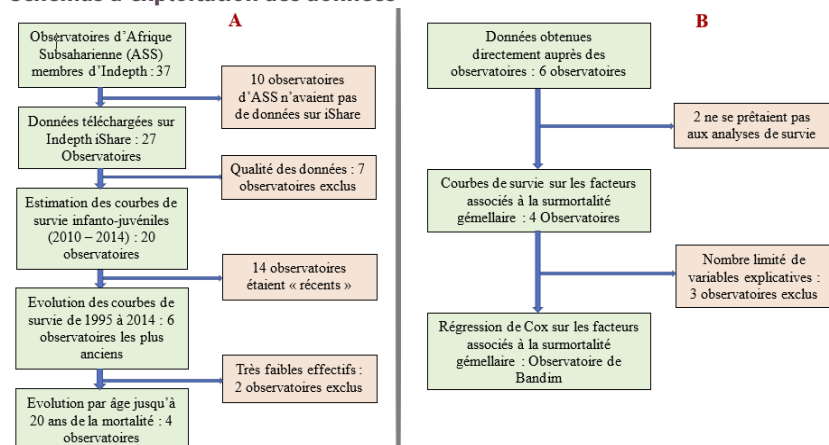 Schémas d'exploitation des données
A
Observatoires d'Afrique
Subsaharienne (ASS)
membres d'Indepth : 37
10 observatoires
d'ASS n'avaient pas
de données sur iShare
Données téléchargées sur
Indepth iShare : 27
Observatoires
Qualité des données : 7
observatoires exclus
Estimation des courbes de
survie infanto-juvéniles
(2010 – 2014) : 20
observatoires
14 observatoires
étaient « récents »
Evolution des courbes de
survie de 1995 à 2014 : 6
observatoires les plus
anciens
Très faibles effectifs :
2 observatoires exclus
Evolution par âge jusqu'à
20 ans de la mortalité : 4
observatoires
B
Données obtenues
directement auprès des
observatoires : 6 observatoires
2 ne se prêtaient pas
aux analyses de survie
Courbes de survie sur les facteurs
associés à la surmortalité
gémellaire : 4 Observatoires
Nombre limité de
variables explicatives :
3 observatoires exclus
Régression de Cox sur les facteurs
associés à la surmortalité
gémellaire : Observatoire de
Bandim